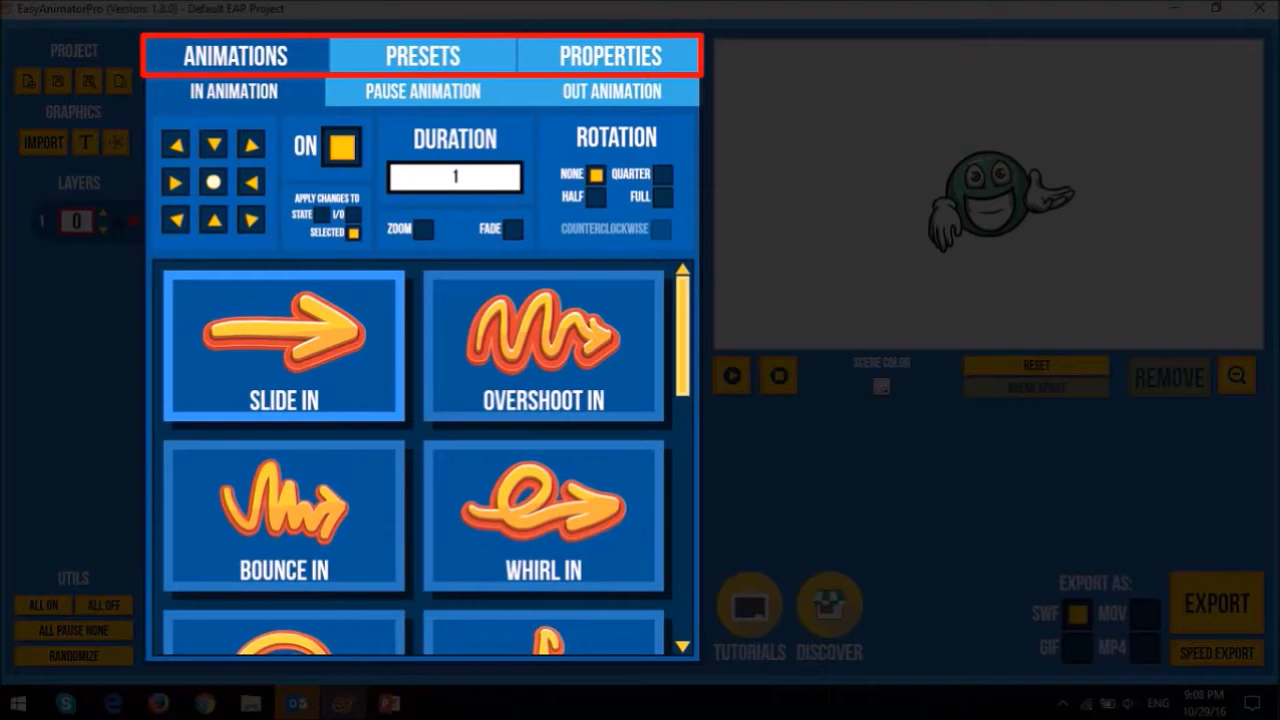 EasyAnimatorPro (Version: 1.8.0) - Default EAP Project
PROJECT
GRAPHICS
IMPORT T
LAYERS
1 0
UTILS
ALL ON ALL OFF
ALL PAUSE NONE
RANDOMIZE
ANIMATIONS PRESETS PROPERTIES
IN ANIMATION PAUSE ANIMATION OUT ANIMATION
ON
APPLY CHANGES TO
STATE I/O
SELECTED
DURATION
1
ZOOM FADE
ROTATION
NONE QUARTER
HALF FULL
COUNTERCLOCKWISE
SLIDE IN OVERSHOOT IN
BOUNCE IN WHIRL IN
SCENE COLOR
RESET
BREAK APART
REMOVE
TUTORIALS DISCOVER
EXPORT AS:
SWF MOV
GIF MP4
EXPORT
SPEED EXPORT
ENG
9:08 PM
10/29/16